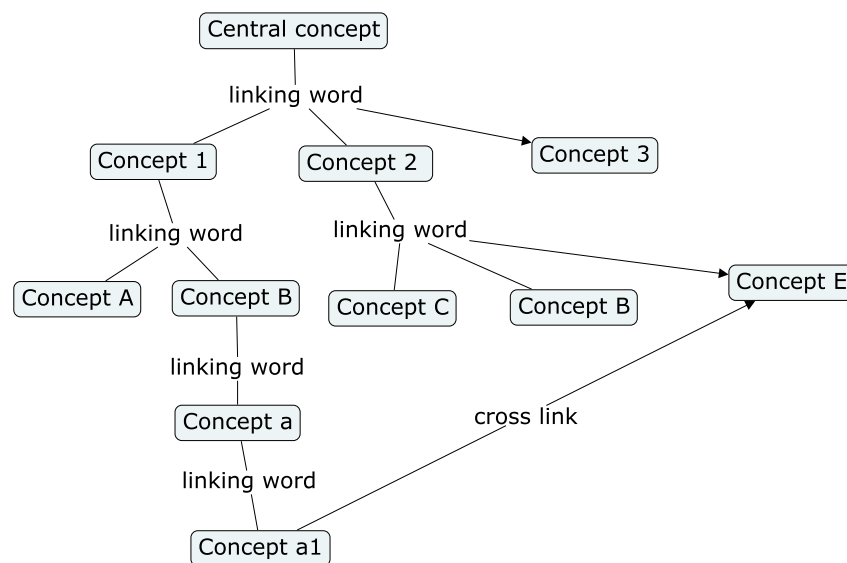 Central concept
linking word
Concept 1
Concept 2
Concept 3
linking word
linking word
Concept A
Concept B
Concept C
Concept B
Concept E
linking word
Concept a
cross link
linking word
Concept a1